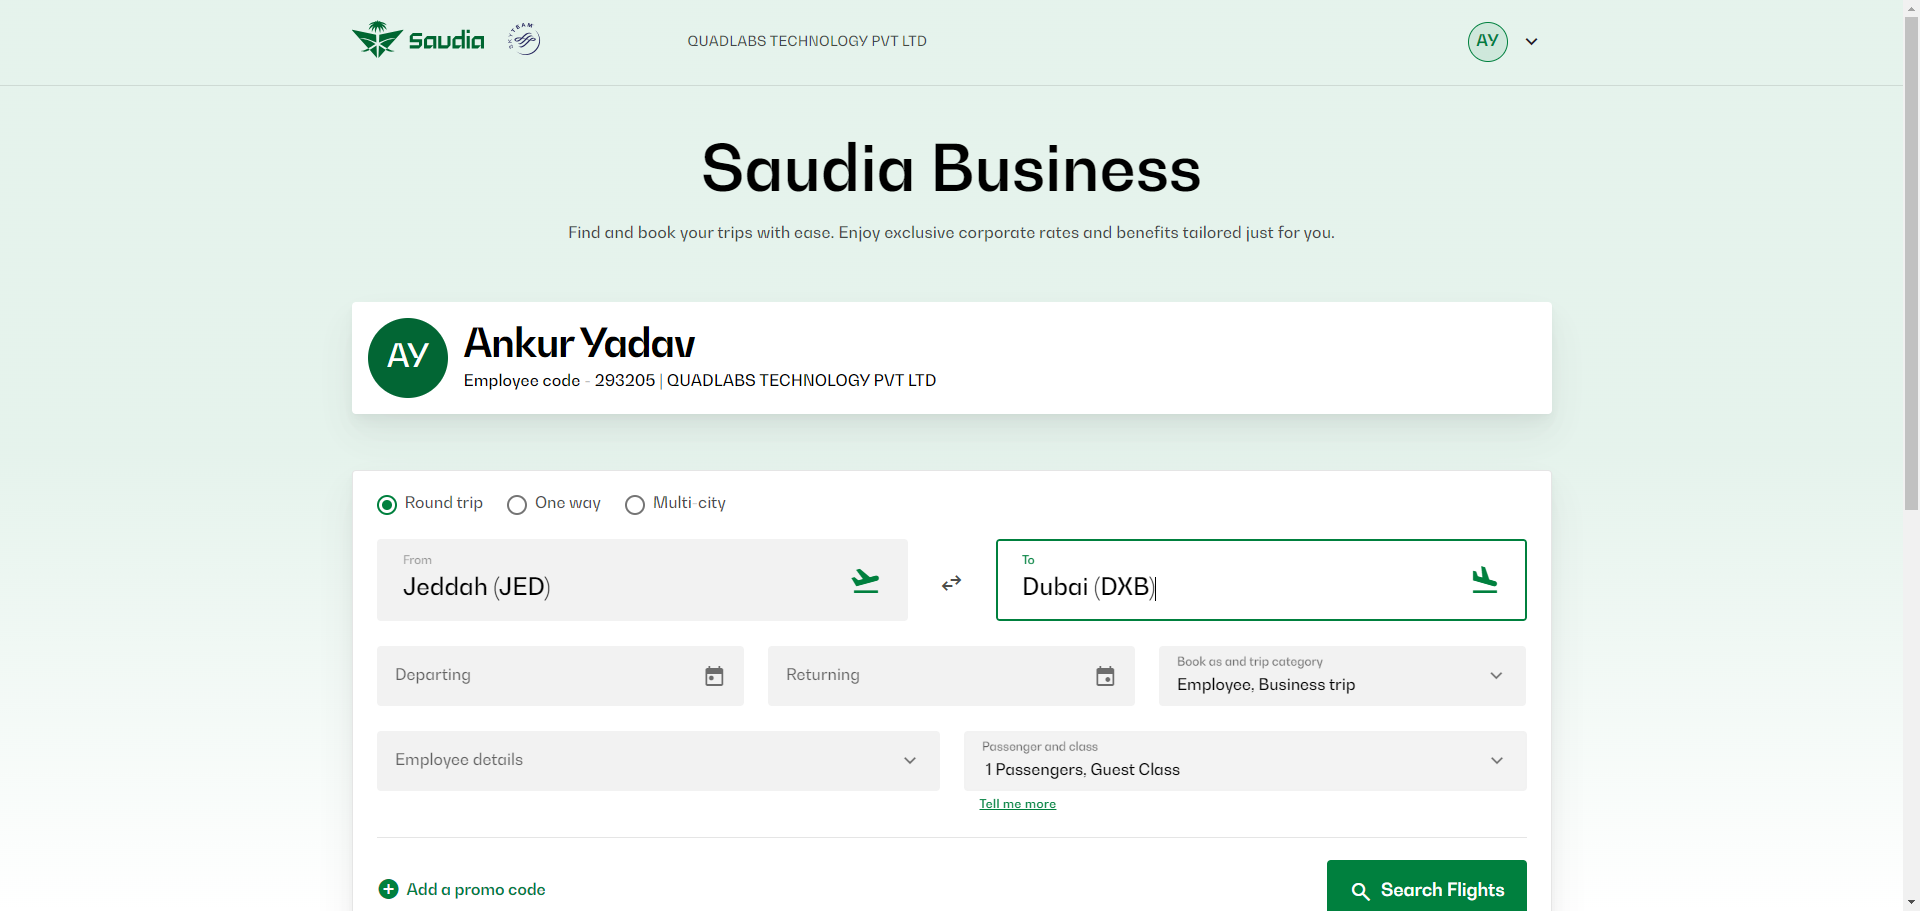 Saudia
SKYTEAM
QUADLABS TECHNOLOGY PVT LTD
AY
Saudia Business
Find and book your trips with ease. Enjoy exclusive corporate rates and benefits tailored just for you.
AY
Ankur Yadav
Employee code - 293205 | QUADLABS TECHNOLOGY PVT LTD
Round trip
One way
Multi-city
From
Jeddah (JED)
To
Dubai (DXB)
Departing
Returning
Book as and trip category
Employee, Business trip
Employee details
Passenger and class
1 Passengers, Guest Class
Tell me more
Add a promo code
Search Flights